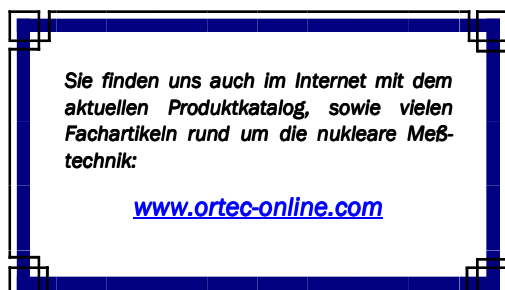 Sie finden uns auch im Internet mit dem
aktuellen Produktkatalog, sowie vielen
Fachartikeln rund um die nukleare Meß-
technik:
www.ortec-online.com